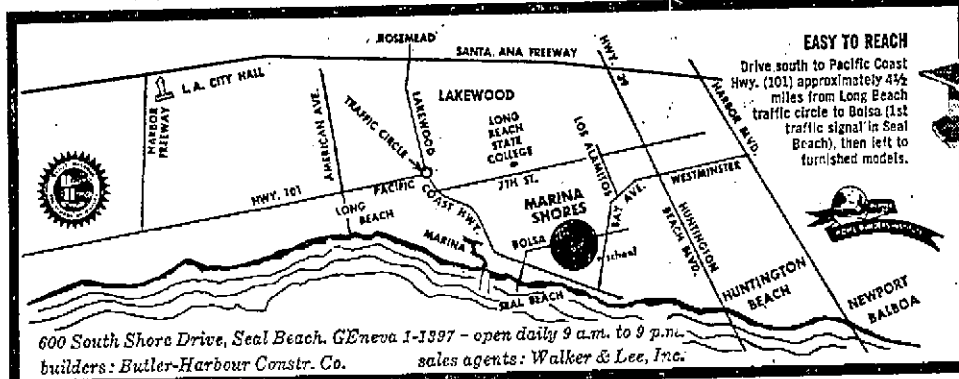 EASY TO REACH
Drive south to Pacific Coast
Hwy. (101) approximately 4½
miles from Long Beach
traffic circle to Bolsa (1st
traffic signal in Seal
Beach), then left to
furnished models.
ROSEMEAD
SANTA ANA FREEWAY
HWY. 39
HARBOR BLVD.
L.A. CITY HALL
HARBOR
FREEWAY
AMERICAN AVE.
TRAFFIC CIRCLE
LAKEWOOD
LAKEWOOD
LONG
BEACH
STATE
COLLEGE
LOS ALAMITOS
HWY. 101
PACIFIC
COAST HWY.
7TH ST.
BAY AVE.
WESTMINSTER
LONG
BEACH
MARINA
MARINA
SHORES
BOLSA
school
HUNTINGTON
BEACH BLVD.
SEAL BEACH
HUNTINGTON
BEACH
NEWPORT
BALBOA
600 South Shore Drive, Seal Beach. GEneva 1-1397 - open daily 9 a.m. to 9 p.m.
builders: Butler-Harbour Constr. Co. sales agents: Walker & Lee, Inc.